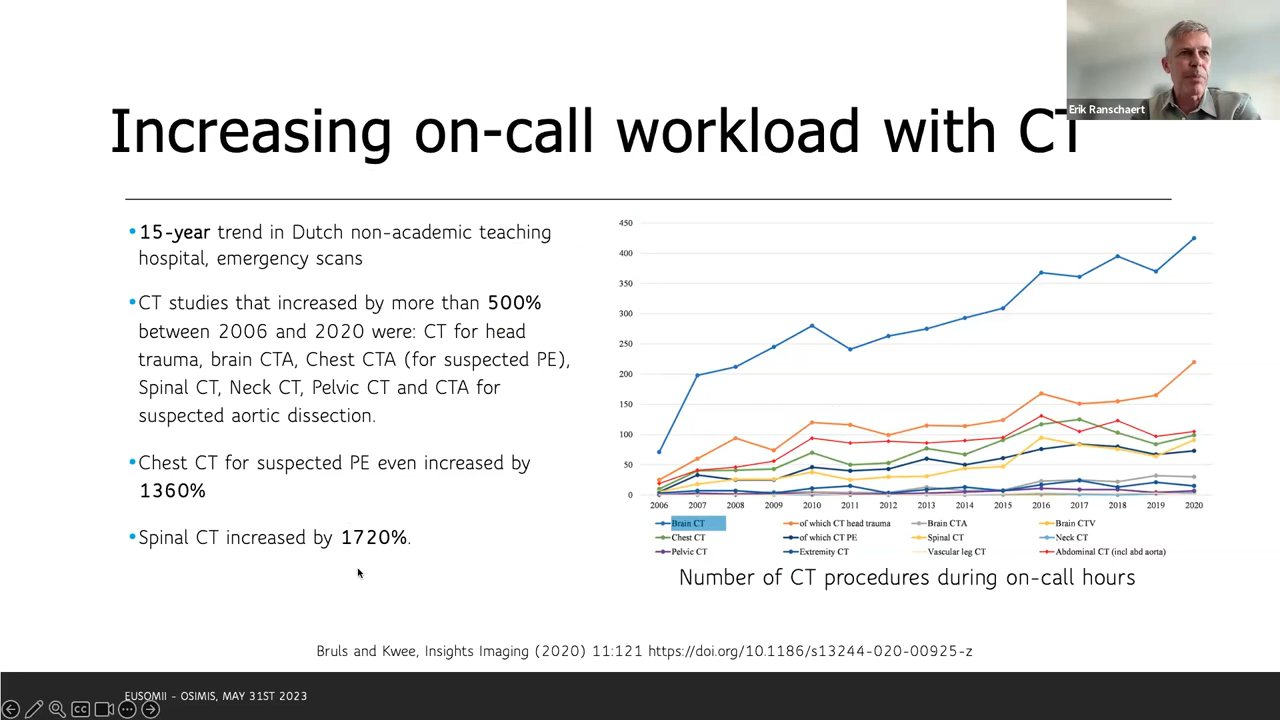 Erik Ranschaert
Increasing on-call workload with CT
•15-year trend in Dutch non-academic teaching
hospital, emergency scans
•CT studies that increased by more than 500%
between 2006 and 2020 were: CT for head
trauma, brain CTA, Chest CTA (for suspected PE),
Spinal CT, Neck CT, Pelvic CT and CTA for
suspected aortic dissection.
•Chest CT for suspected PE even increased by
1360%
•Spinal CT increased by 1720%.
450
400
350
300
250
200
150
100
50
0
2006 2007 2008 2009 2010 2011 2012 2013 2014 2015 2016 2017 2018 2019 2020
Brain CT of which CT head trauma Brain CTA Brain CTV
Chest CT of which CT PE Spinal CT Neck CT
Pelvic CT Extremity CT Vascular leg CT Abdominal CT (incl abd aorta)
Number of CT procedures during on-call hours
Bruls and Kwee, Insights Imaging (2020) 11:121 https://doi.org/10.1186/s13244-020-00925-z
EUSOMII - OSIMIS, MAY 31ST 2023
CC